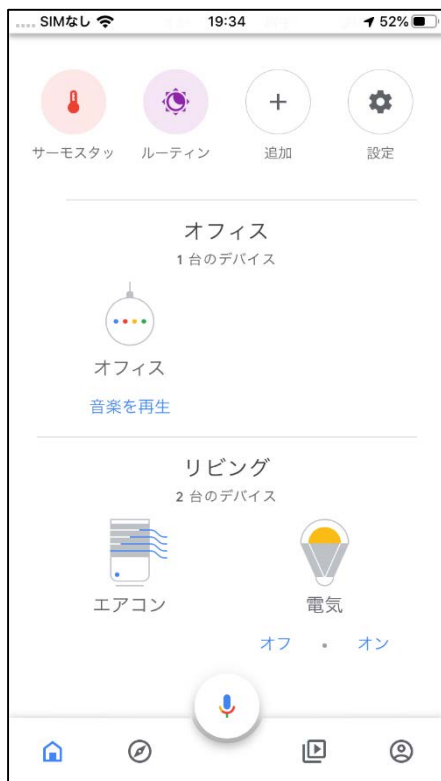 SIMなし 19:34 52%
サーモスタッ ルーティン 追加 設定
オフィス
1 台のデバイス
オフィス
音楽を再生
リビング
2 台のデバイス
エアコン 電気
オフ • オン